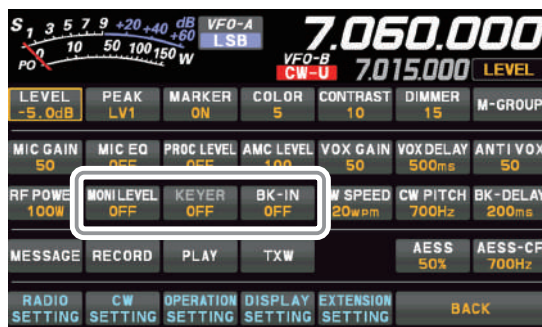 S 1 3 5 7 9 +20 +40 +60 dB
VFO-A
LSB
7.060.000
PO 0 10 50 100 150 W
VFO-B
CW-U
7.015.000
LEVEL
LEVEL PEAK MARKER COLOR CONTRAST DIMMER M-GROUP
-5.0dB LV1 ON 5 10 15
MIC GAIN MIC EQ PROC LEVEL AMC LEVEL VOX GAIN VOX DELAY ANTI VOX
50 OFF OFF 100 50 500ms 50
RF POWE MONI LEVEL KEYER BK-IN W SPEED CW PITCH BK-DELAY
100W OFF OFF OFF 20WPM 700Hz 200ms
MESSAGE RECORD PLAY TXW AESS AESS-CF
50% 700Hz
RADIO CW OPERATION DISPLAY EXTENSION BACK
SETTING SETTING SETTING SETTING SETTING